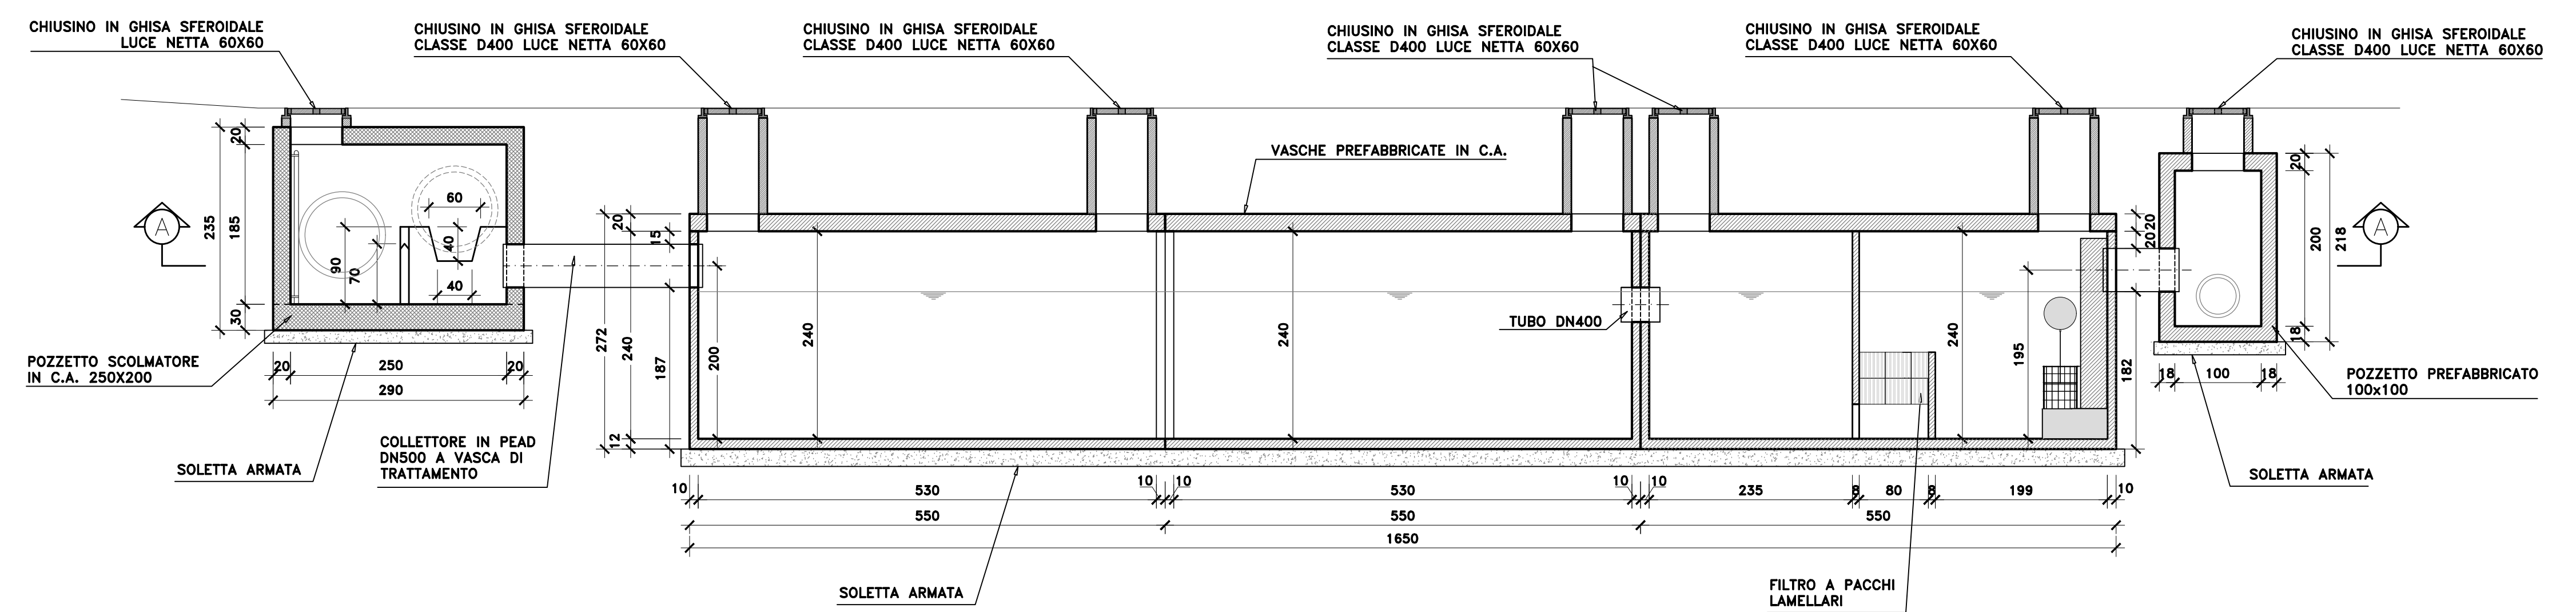 CHIUSINO IN GHISA SFEROIDALE
LUCE NETTA 60X60
CHIUSINO IN GHISA SFEROIDALE
CLASSE D400 LUCE NETTA 60X60
CHIUSINO IN GHISA SFEROIDALE
CLASSE D400 LUCE NETTA 60X60
CHIUSINO IN GHISA SFEROIDALE
CLASSE D400 LUCE NETTA 60X60
CHIUSINO IN GHISA SFEROIDALE
CLASSE D400 LUCE NETTA 60X60
CHIUSINO IN GHISA SFEROIDALE
CLASSE D400 LUCE NETTA 60X60
VASCHE PREFABBRICATE IN C.A.
A
235
20
185
30
90
70
60
40
40
20
250
20
290
POZZETTO SCOLMATORE
IN C.A. 250X200
SOLETTA ARMATA
COLLETTORE IN PEAD
DN500 A VASCA DI
TRATTAMENTO
272
20
240
12
15
187
200
240
240
TUBO DN400
240
195
20
20
182
20
200
18
218
A
18
100
18
POZZETTO PREFABBRICATO
100x100
SOLETTA ARMATA
10
530
10
10
530
10
10
235
8
80
8
199
10
550
550
550
1650
SOLETTA ARMATA
FILTRO A PACCHI
LAMELLARI